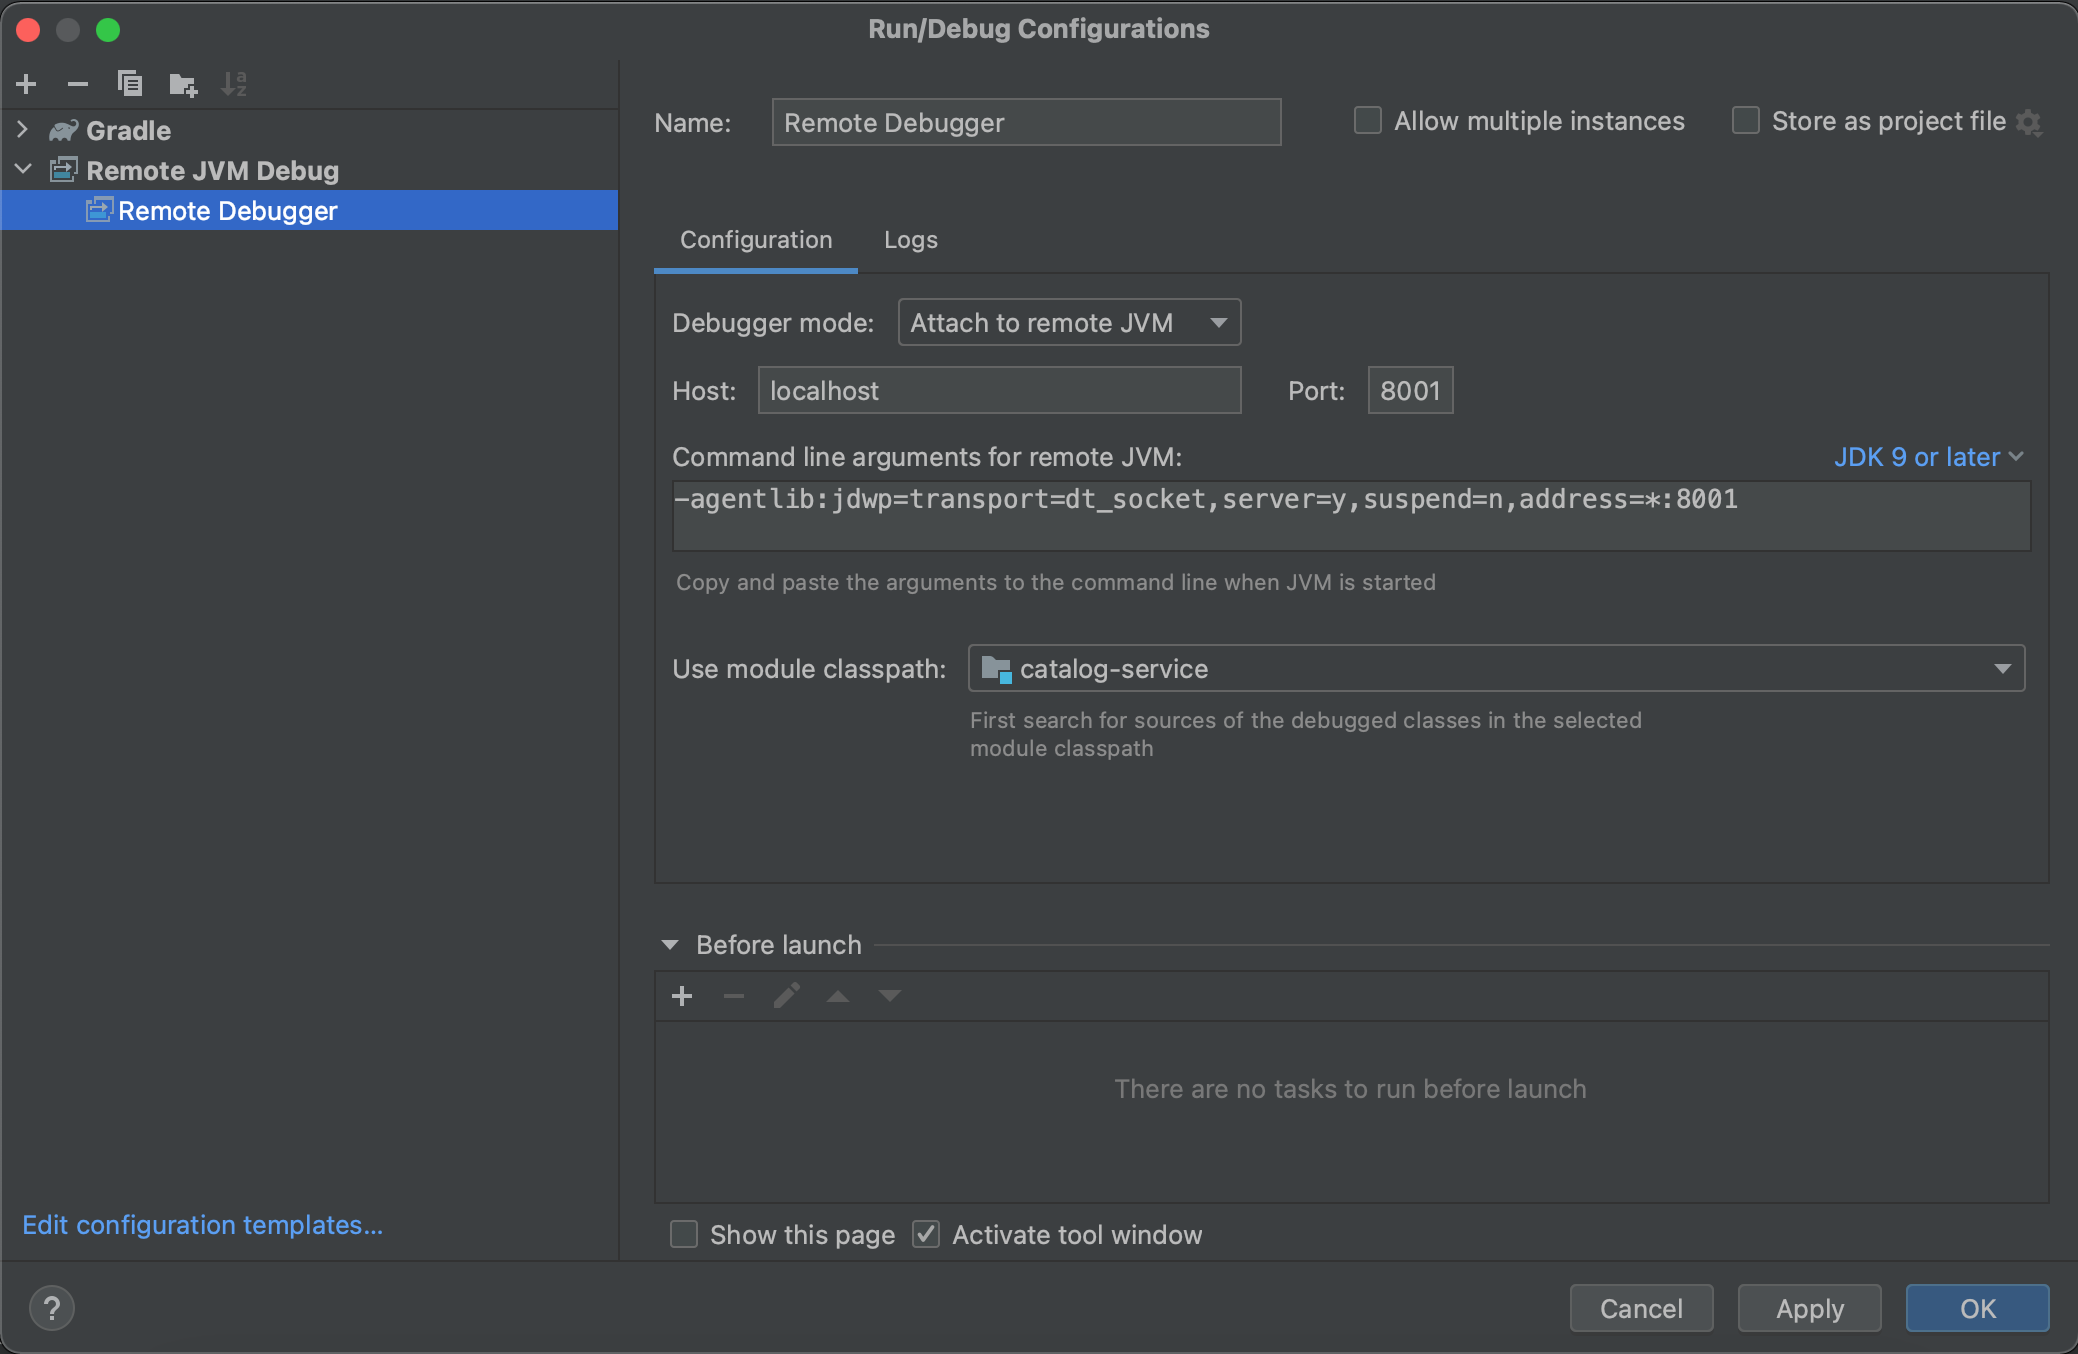 Run/Debug Configurations
Gradle
Remote JVM Debug
Remote Debugger
Edit configuration templates...
Name: Remote Debugger
Allow multiple instances
Store as project file
Configuration Logs
Debugger mode: Attach to remote JVM
Host: localhost Port: 8001
Command line arguments for remote JVM: JDK 9 or later
-agentlib:jdwp=transport=dt_socket,server=y,suspend=n,address=*:8001
Copy and paste the arguments to the command line when JVM is started
Use module classpath: catalog-service
First search for sources of the debugged classes in the selected
module classpath
Before launch
There are no tasks to run before launch
Show this page Activate tool window
? Cancel Apply OK